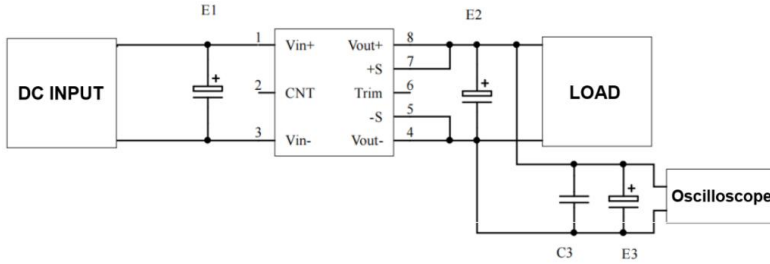 E1
E2
DC INPUT
1
Vin+
Vout+
8
+S
7
2
CNT
Trim
6
-S
5
3
Vin-
Vout-
4
+
+
LOAD
+
Oscilloscope
C3
E3